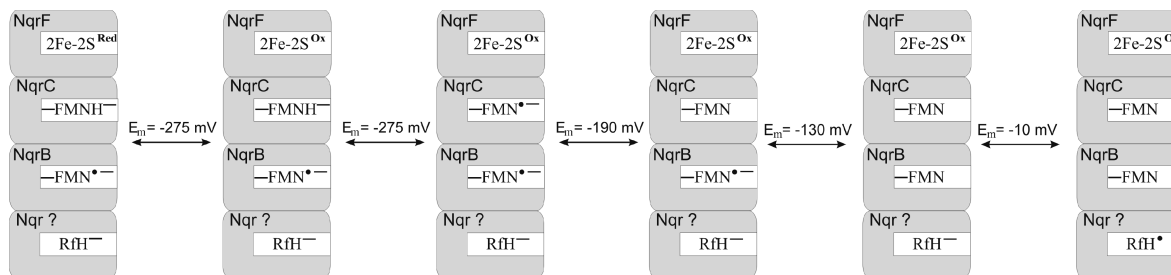 NqrF NqrF NqrF NqrF NqrF NqrF
2Fe-2S Red 2Fe-2S Ox 2Fe-2S Ox 2Fe-2S Ox 2Fe-2S Ox 2Fe-2S
NqrC NqrC NqrC NqrC NqrC NqrC
–FMNH– –FMNH– –FMN•– –FMN –FMN –FMN
Em= -275 mV Em= -275 mV Em= -190 mV Em= -130 mV Em= -10 mV
NqrB NqrB NqrB NqrB NqrB NqrB
–FMN•– –FMN•– –FMN•– –FMN•– –FMN –FMN
Nqr ? Nqr ? Nqr ? Nqr ? Nqr ? Nqr ?
RfH– RfH– RfH– RfH– RfH– RfH•